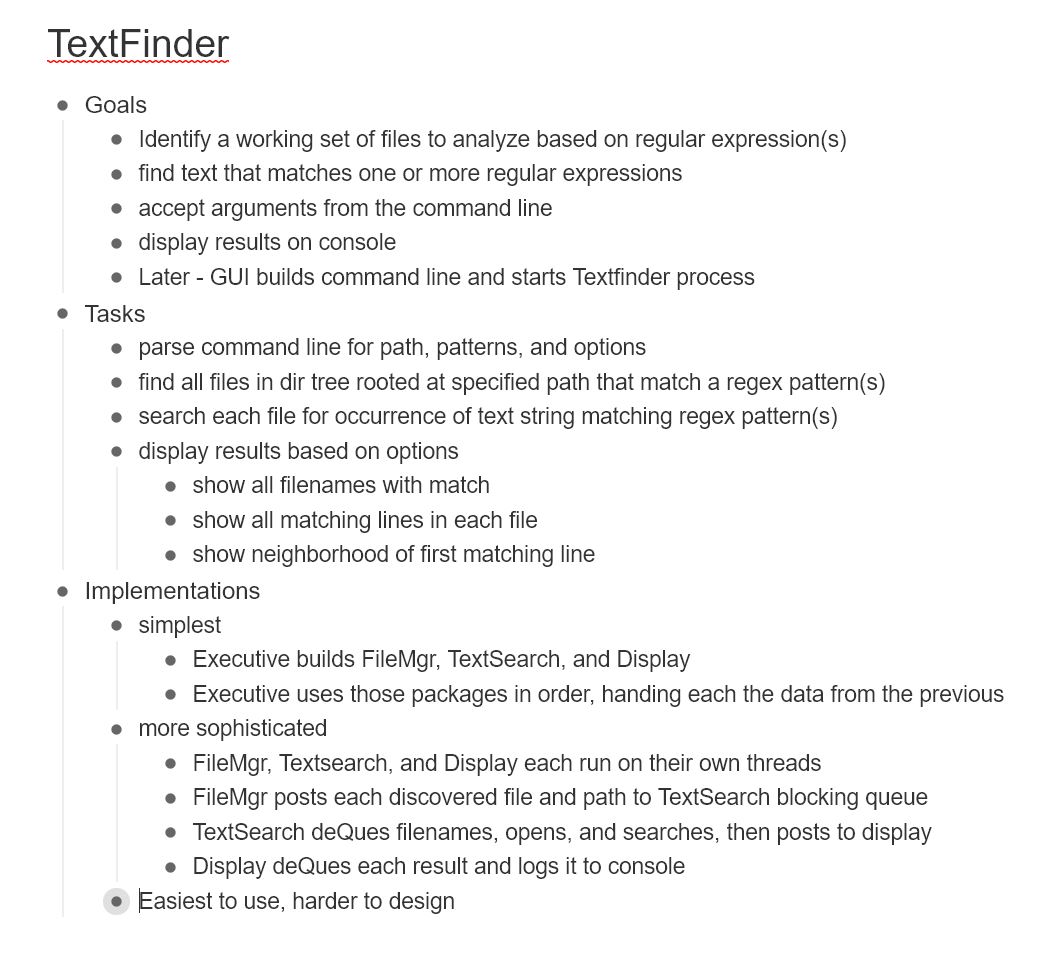 TextFinder
Goals
Identify a working set of files to analyze based on regular expression(s)
find text that matches one or more regular expressions
accept arguments from the command line
display results on console
Later - GUI builds command line and starts Textfinder process
Tasks
parse command line for path, patterns, and options
find all files in dir tree rooted at specified path that match a regex pattern(s)
search each file for occurrence of text string matching regex pattern(s)
display results based on options
show all filenames with match
show all matching lines in each file
show neighborhood of first matching line
Implementations
simplest
Executive builds FileMgr, TextSearch, and Display
Executive uses those packages in order, handing each the data from the previous
more sophisticated
FileMgr, Textsearch, and Display each run on their own threads
FileMgr posts each discovered file and path to TextSearch blocking queue
TextSearch deQues filenames, opens, and searches, then posts to display
Display deQues each result and logs it to console
Easiest to use, harder to design